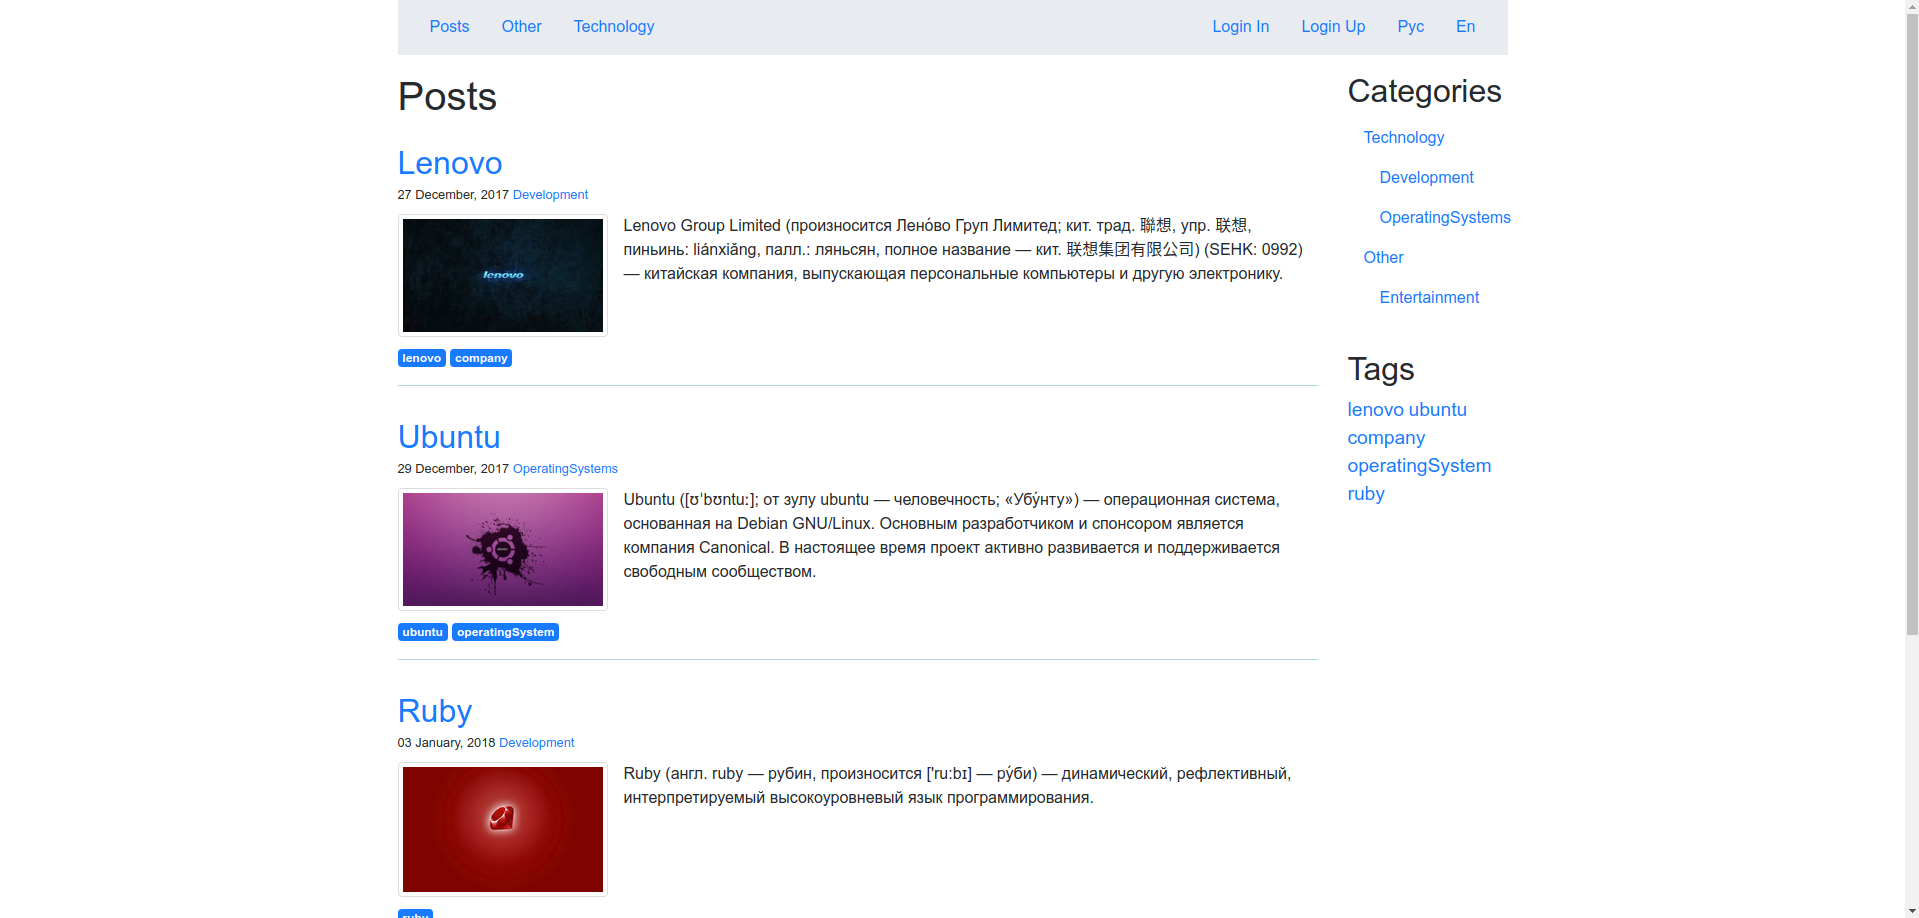 Posts Other Technology Login In Login Up Рус En
Posts
Lenovo
27 December, 2017 Development
lenovo
Lenovo Group Limited (произносится Лено́во Груп Лимитед; кит. трад. 聯想, упр. 联想,
пиньинь: liánxiǎng, палл.: ляньсян, полное название — кит. 联想集团有限公司) (SEHK: 0992)
— китайская компания, выпускающая персональные компьютеры и другую электронику.
lenovo company
Ubuntu
29 December, 2017 OperatingSystems
Ubuntu ([ʊˈbʊntuː]; от зулу ubuntu — человечность; «Убу́нту») — операционная система,
основанная на Debian GNU/Linux. Основным разработчиком и спонсором является
компания Canonical. В настоящее время проект активно развивается и поддерживается
свободным сообществом.
ubuntu operatingSystem
Ruby
03 January, 2018 Development
Ruby (англ. ruby — рубин, произносится ['ru:bɪ] — ру́би) — динамический, рефлективный,
интерпретируемый высокоуровневый язык программирования.
ruby
Categories
Technology
Development
OperatingSystems
Other
Entertainment
Tags
lenovo ubuntu
company
operatingSystem
ruby